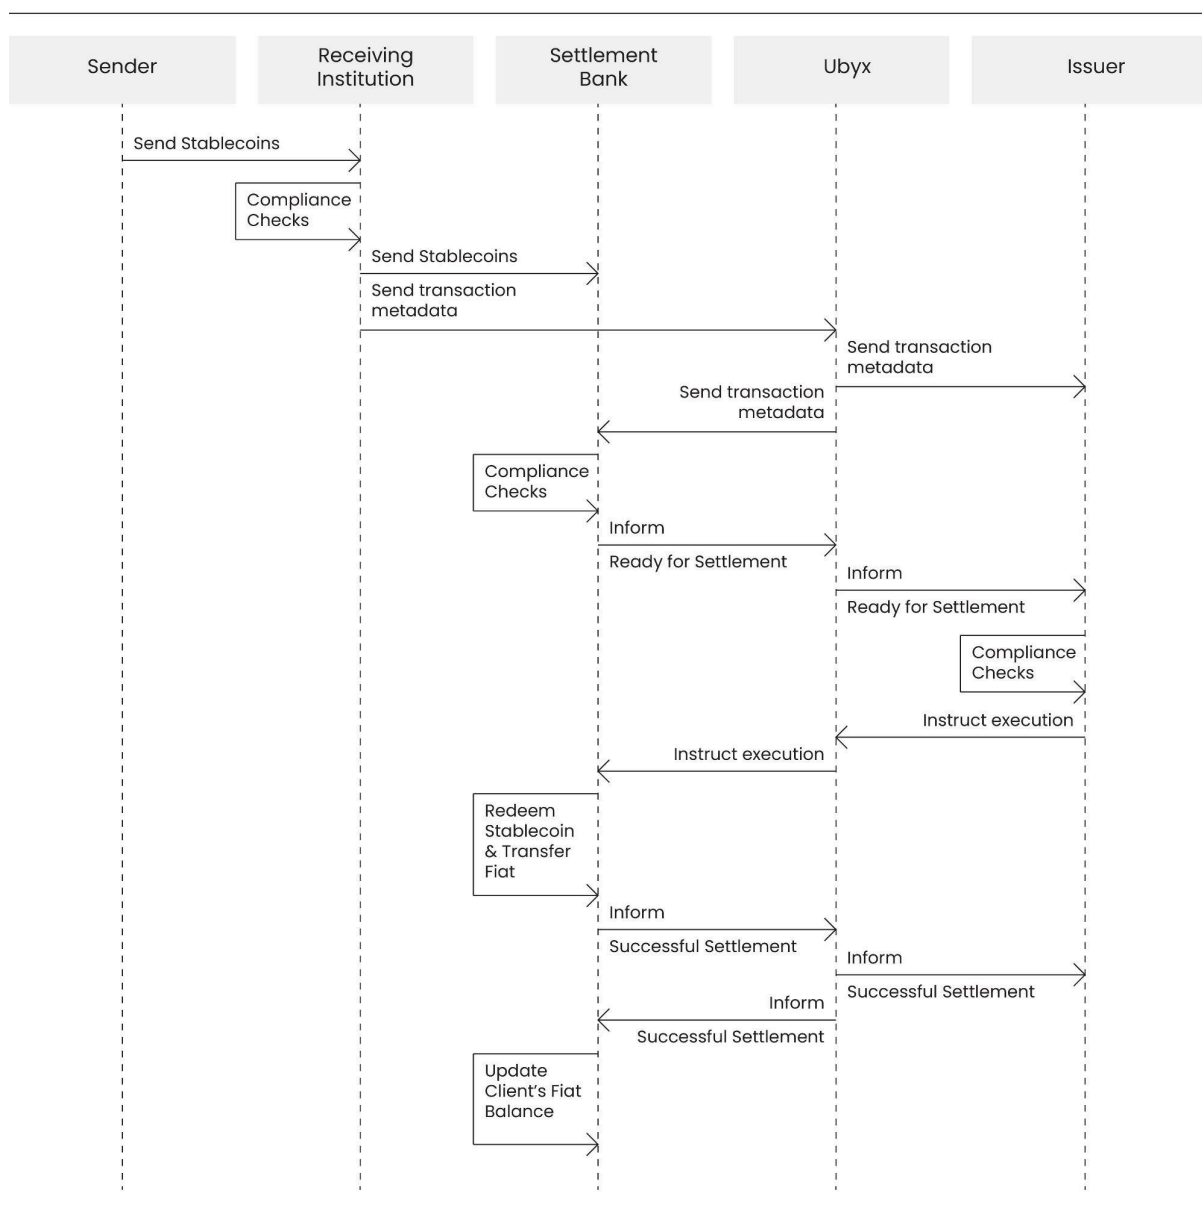 Sender
Receiving
Institution
Settlement
Bank
Ubyx
Issuer
Send Stablecoins
Compliance
Checks
Send Stablecoins
Send transaction
metadata
Send transaction
metadata
Send transaction
metadata
Compliance
Checks
Inform
Ready for Settlement
Inform
Ready for Settlement
Compliance
Checks
Instruct execution
Instruct execution
Redeem
Stablecoin
& Transfer
Fiat
Inform
Successful Settlement
Inform
Successful Settlement
Inform
Successful Settlement
Update
Client’s Fiat
Balance